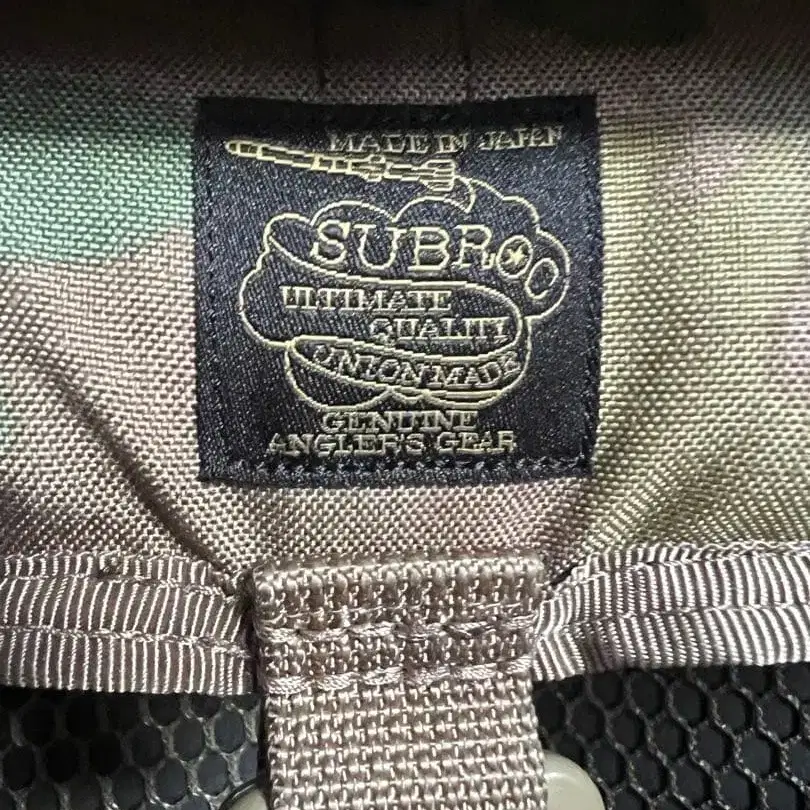 MADE IN JAPAN
SUBROC
ULTIMATE
QUALITY
UNION MADE
GENUINE
ANGLER'S GEAR